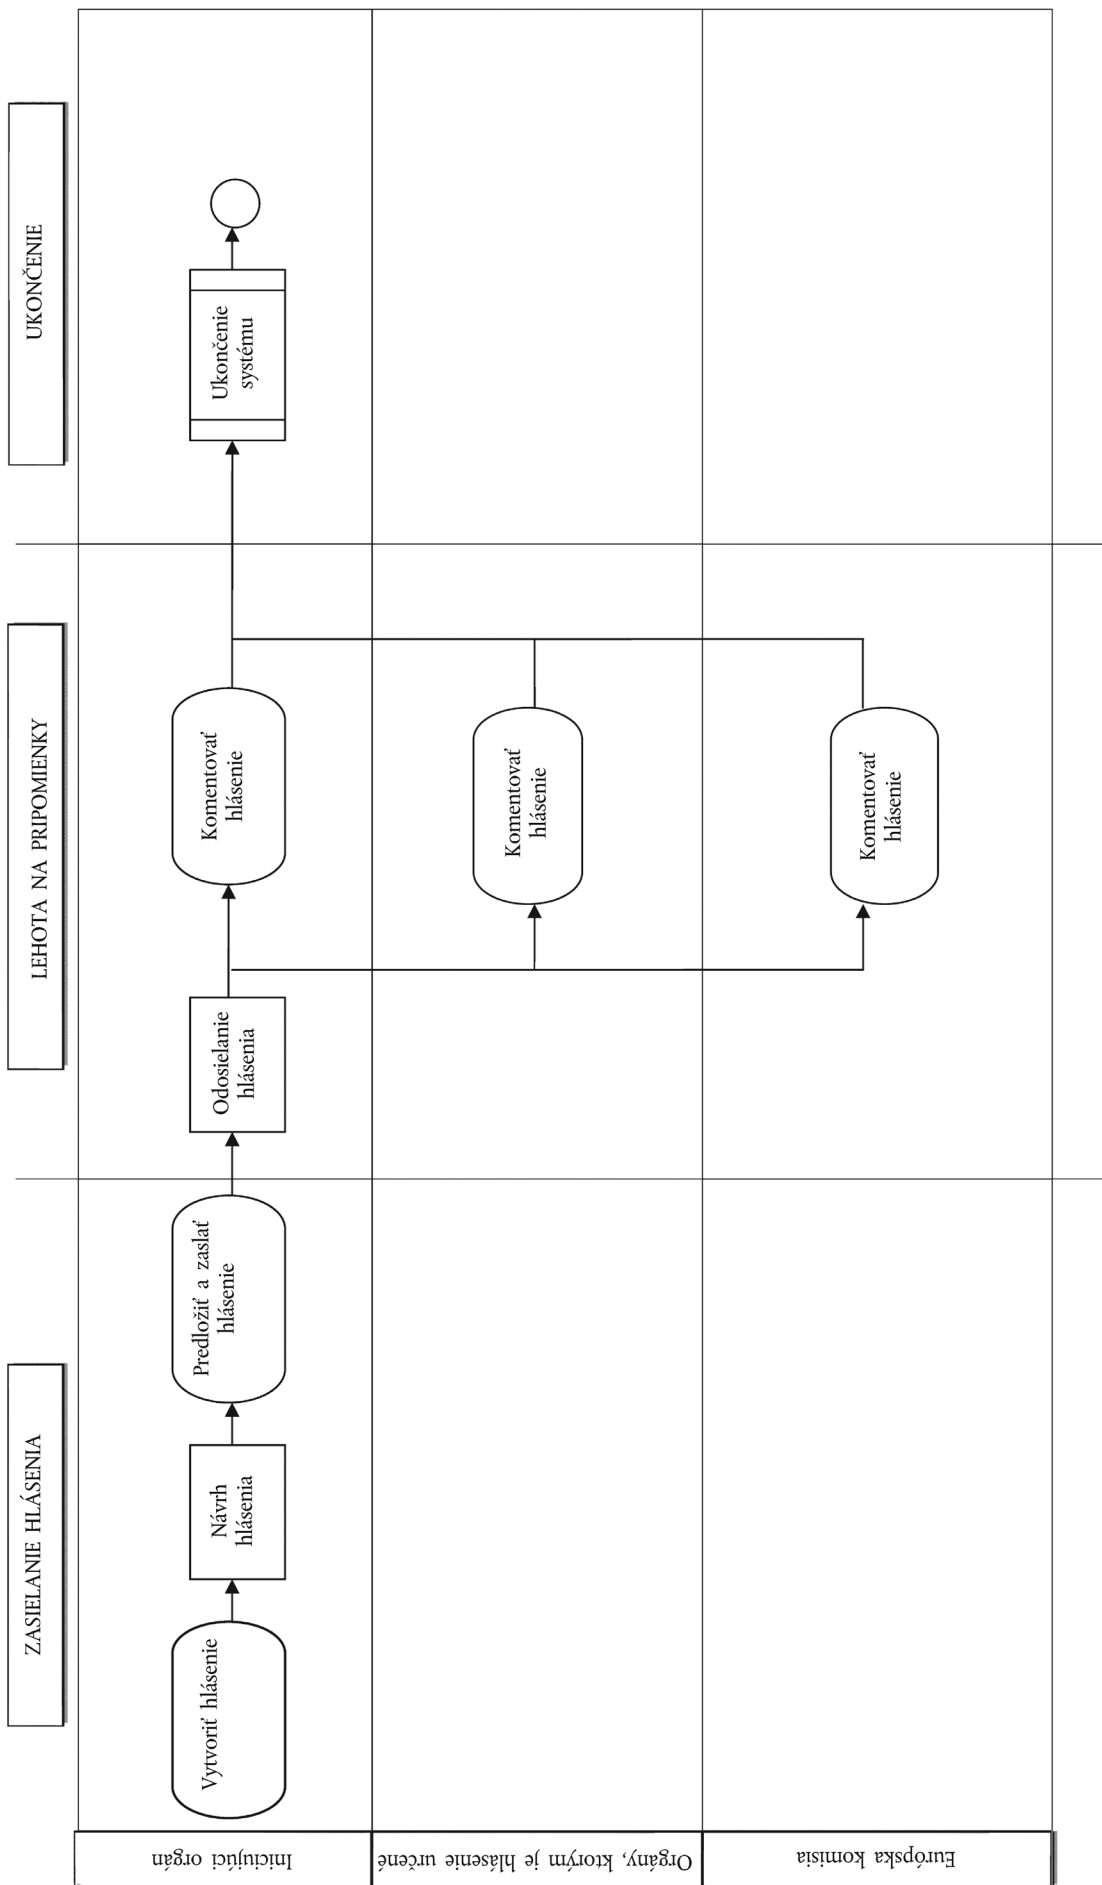 ZASIELANIE HLÁSENIA
LEHOTA NA PRIPOMIENKY
UKONČENIE
Iniciujúci orgán
Vytvoriť hlásenie
Návrh
hlásenia
Predložiť a zaslať
hlásenie
Odosielanie
hlásenia
Komentovať
hlásenie
Ukončenie
systému
Orgány, ktorým je hlásenie určené
Komentovať
hlásenie
Európska komisia
Komentovať
hlásenie